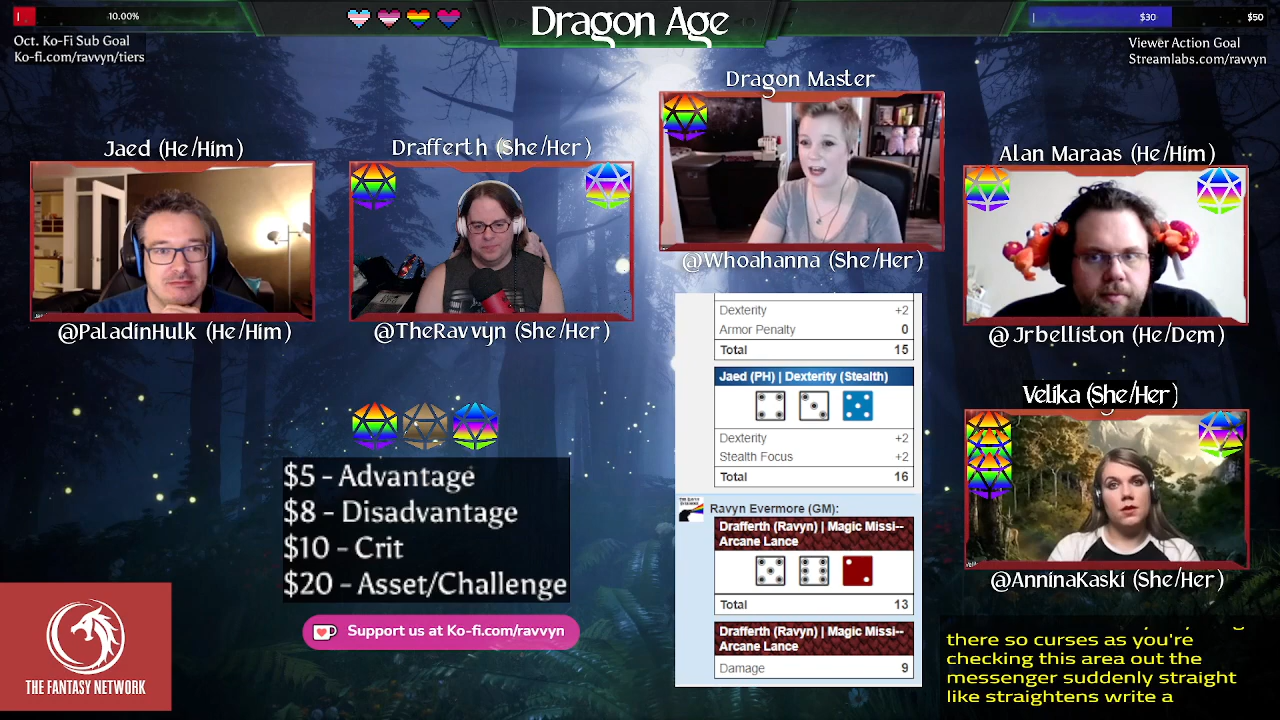 10.00%
Oct. Ko-Fi Sub Goal
Ko-fi.com/ravvyn/tiers
Dragon Age
$30
$50
Viewer Action Goal
Streamlabs.com/ravvyn
Dragon Master
@Whoahanna (She/Her)
Jaed (He/Him)
@PaladinHulk (He/Him)
Drafferth (She/Her)
@TheRavvyn (She/Her)
Alan Maraas (He/Him)
@Jrbelliston (He/Dem)
Velika (She/Her)
@AnninaKaski (She/Her)
Dexterity +2
Armor Penalty 0
Total 15
Jaed (PH) | Dexterity (Stealth)
Dexterity +2
Stealth Focus +2
Total 16
Ravyn Evermore (GM):
Drafferth (Ravyn) | Magic Missi--
Arcane Lance
Total 13
Drafferth (Ravyn) | Magic Missi--
Arcane Lance
Damage 9
$5 - Advantage
$8 - Disadvantage
$10 - Crit
$20 - Asset/Challenge
Support us at Ko-fi.com/ravvyn
THE FANTASY NETWORK
there so curses as you're
checking this area out the
messenger suddenly straight
like straightens write a